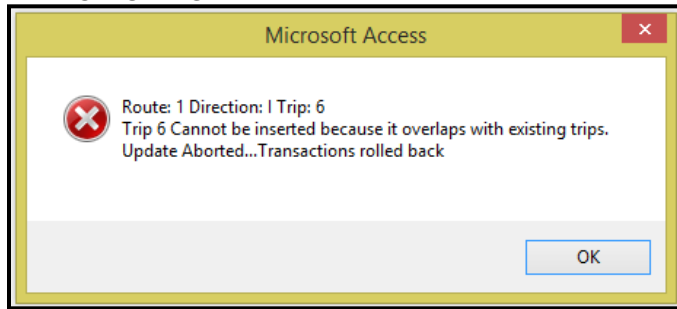 Microsoft Access
Route: 1 Direction: I Trip: 6
Trip 6 Cannot be inserted because it overlaps with existing trips.
Update Aborted...Transactions rolled back
OK